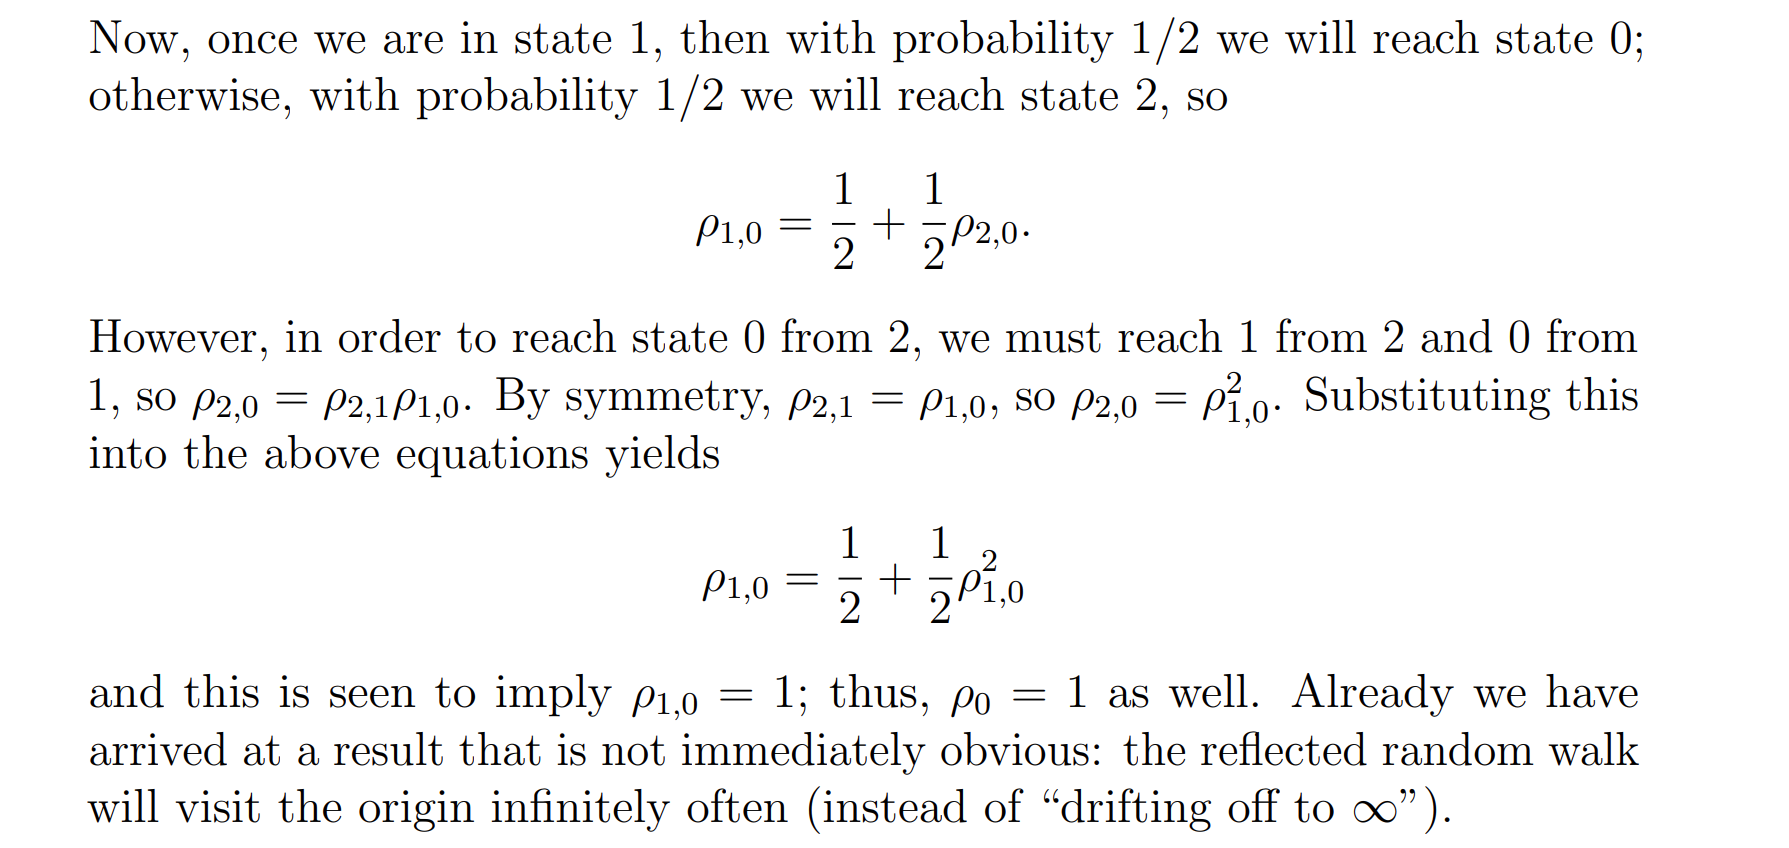 Now, once we are in state 1, then with probability 1/2 we will reach state 0;
otherwise, with probability 1/2 we will reach state 2, so
$\rho_{1,0} = \frac{1}{2} + \frac{1}{2}\rho_{2,0}.$
However, in order to reach state 0 from 2, we must reach 1 from 2 and 0 from
1, so $\rho_{2,0} = \rho_{2,1}\rho_{1,0}$. By symmetry, $\rho_{2,1} = \rho_{1,0}$, so $\rho_{2,0} = \rho_{1,0}^2$. Substituting this
into the above equations yields
$\rho_{1,0} = \frac{1}{2} + \frac{1}{2}\rho_{1,0}^2$
and this is seen to imply $\rho_{1,0} = 1$; thus, $\rho_0 = 1$ as well. Already we have
arrived at a result that is not immediately obvious: the reflected random walk
will visit the origin infinitely often (instead of “drifting off to $\infty$”).